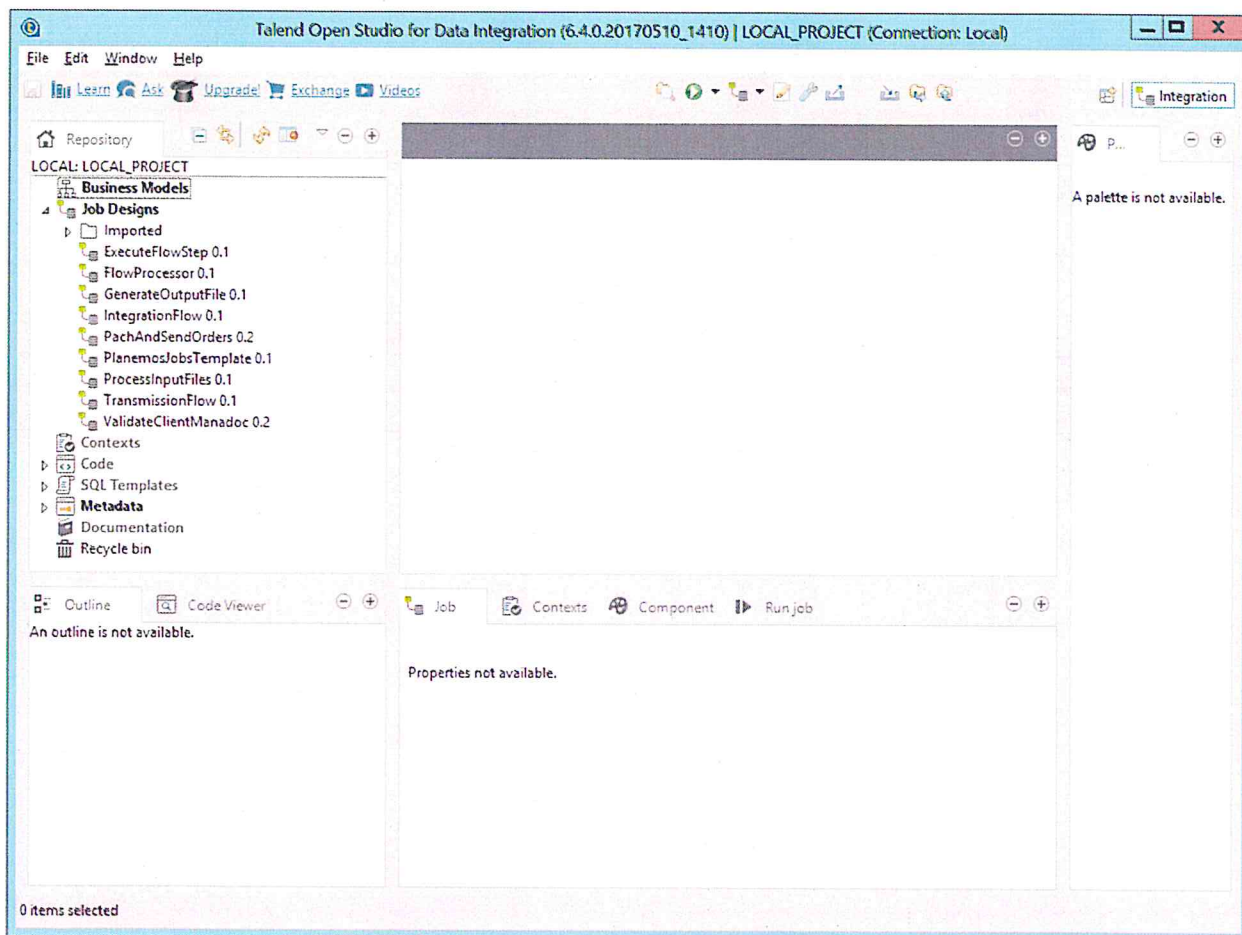 Talend Open Studio for Data Integration (6.4.0.20170510_1410) | LOCAL_PROJECT (Connection: Local)
File Edit Window Help
Learn Ask Upgrade! Exchange Videos
Integration
Repository
LOCAL: LOCAL_PROJECT
Business Models
Job Designs
Imported
ExecuteFlowStep 0.1
FlowProcessor 0.1
GenerateOutputFile 0.1
IntegrationFlow 0.1
PachAndSendOrders 0.2
PlanemosJobsTemplate 0.1
ProcessInputFiles 0.1
TransmissionFlow 0.1
ValidateClientManadoc 0.2
Contexts
Code
SQL Templates
Metadata
Documentation
Recycle bin
P...
A palette is not available.
Outline Code Viewer
An outline is not available.
Job Contexts Component Run job
Properties not available.
0 items selected